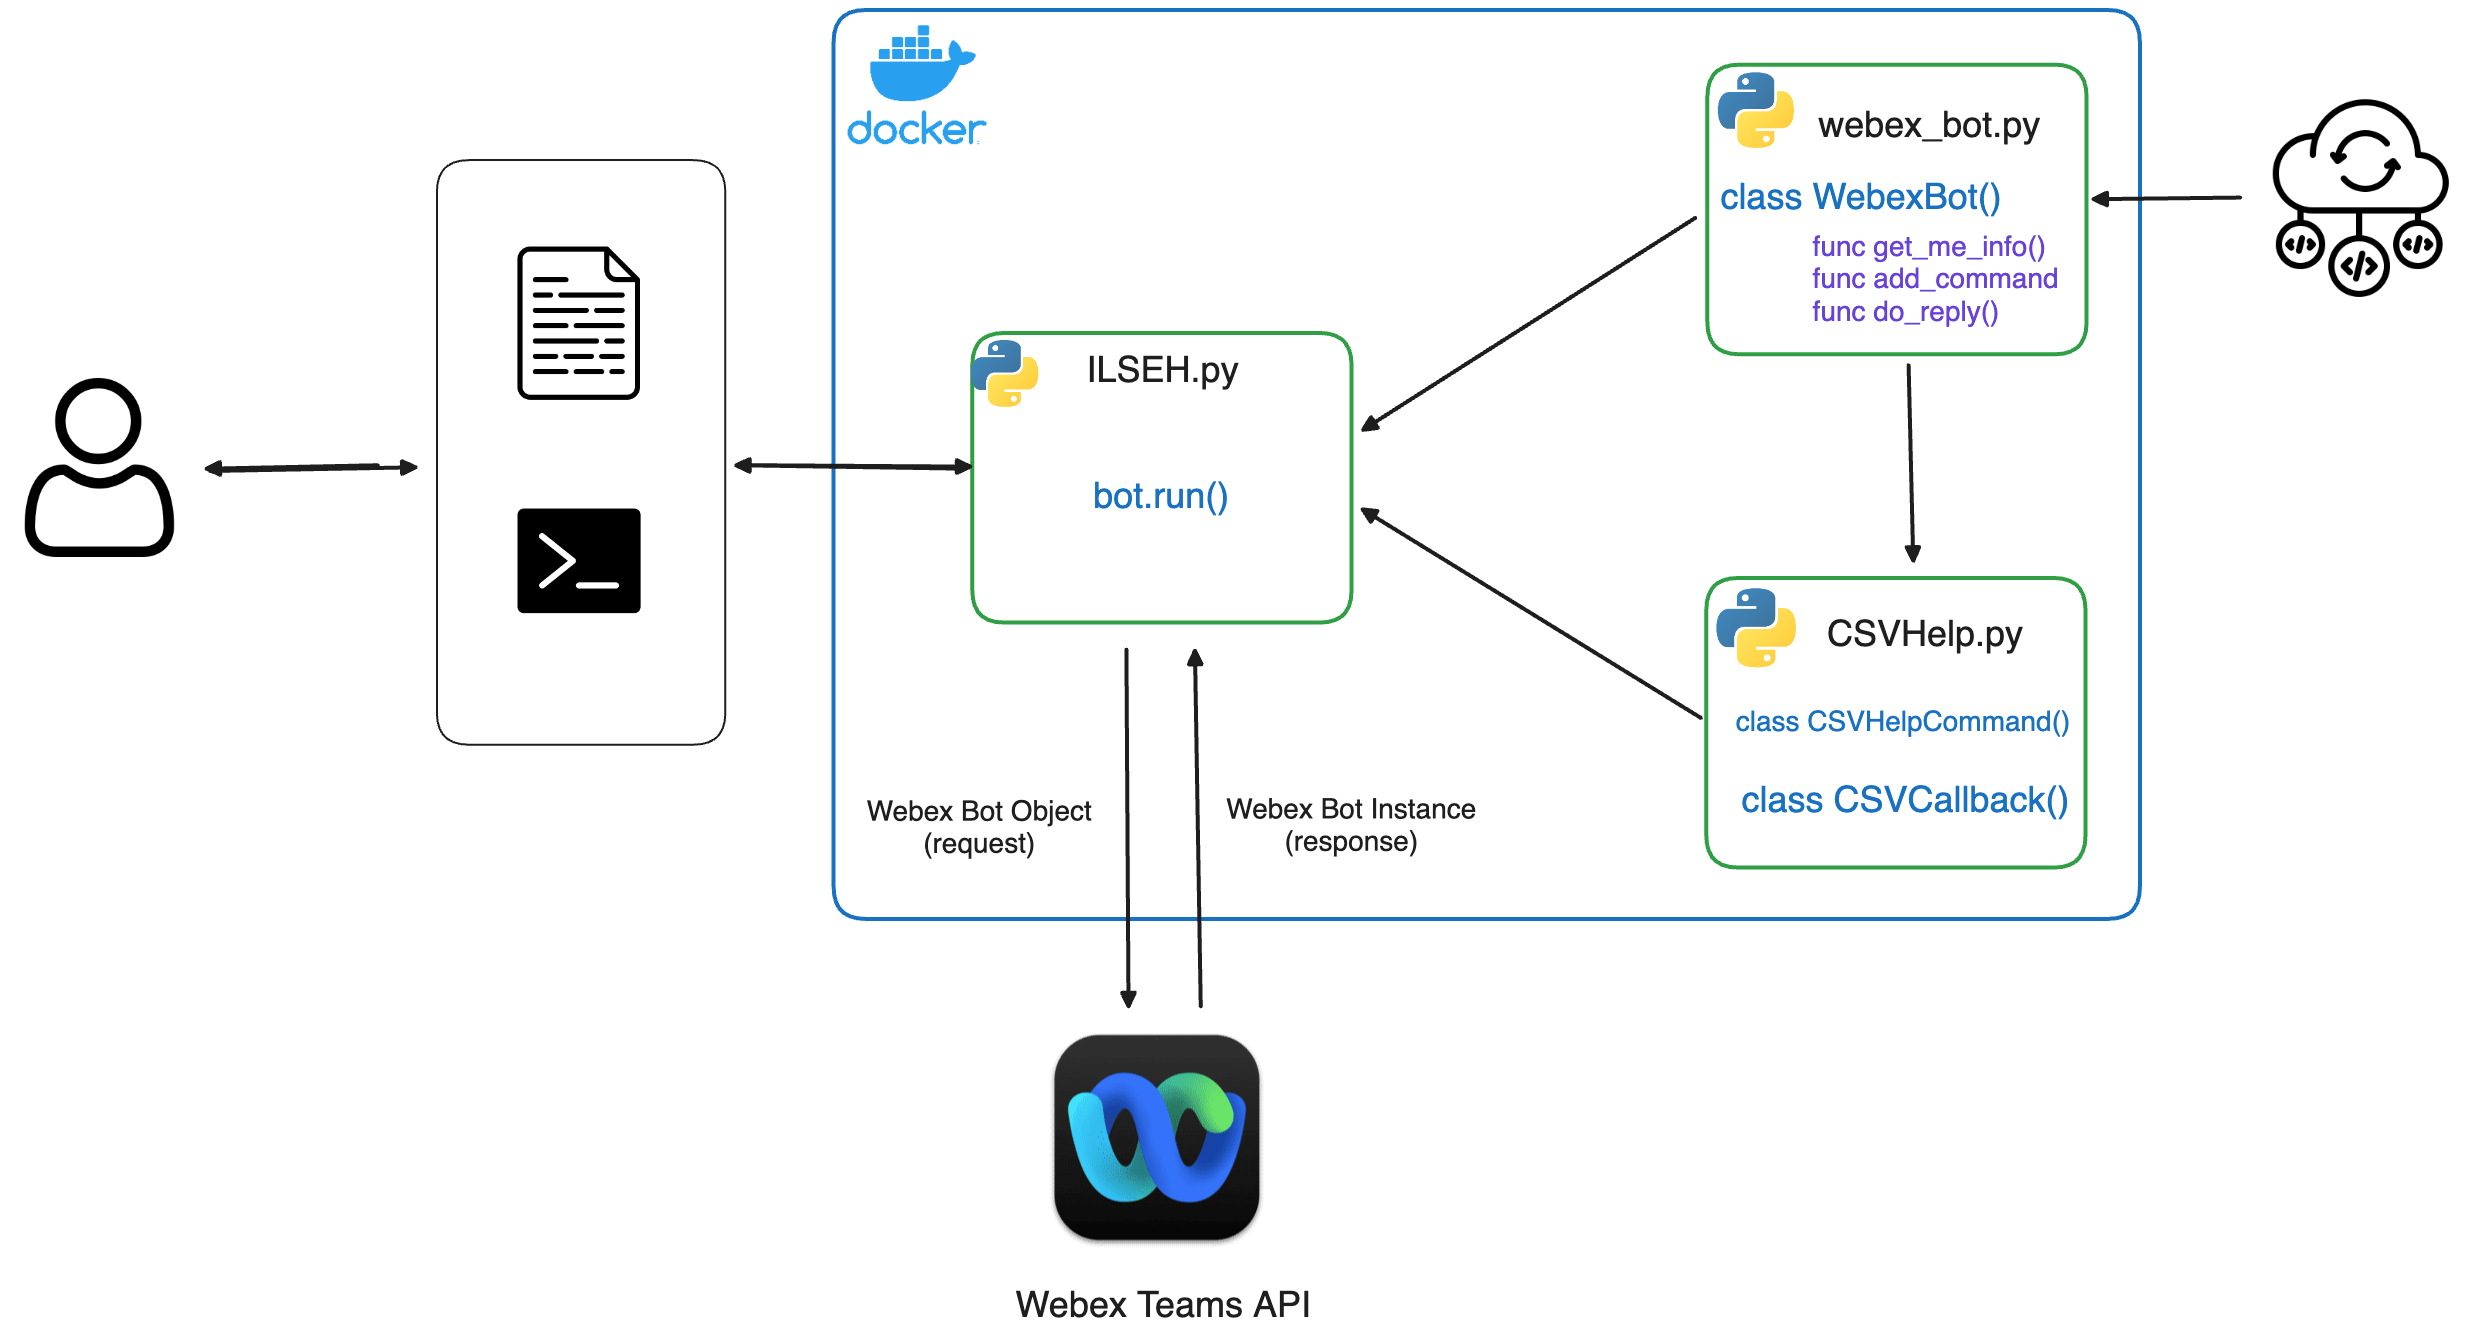 docker
webex_bot.py
class WebexBot()
func get_me_info()
func add_command
func do_reply()
</>
</>
</>
ILSEH.py
bot.run()
>_
CSVHelp.py
class CSVHelpCommand()
class CSVCallback()
Webex Bot Object
(request)
Webex Bot Instance
(response)
Webex Teams API